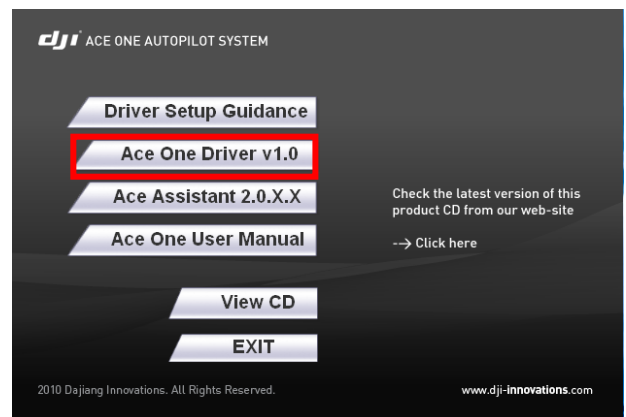 dji ACE ONE AUTOPILOT SYSTEM
Driver Setup Guidance
Ace One Driver v1.0
Ace Assistant 2.0.X.X
Ace One User Manual
Check the latest version of this
product CD from our web-site
--> Click here
View CD
EXIT
2010 Dajiang Innovations. All Rights Reserved.
www.dji-innovations.com